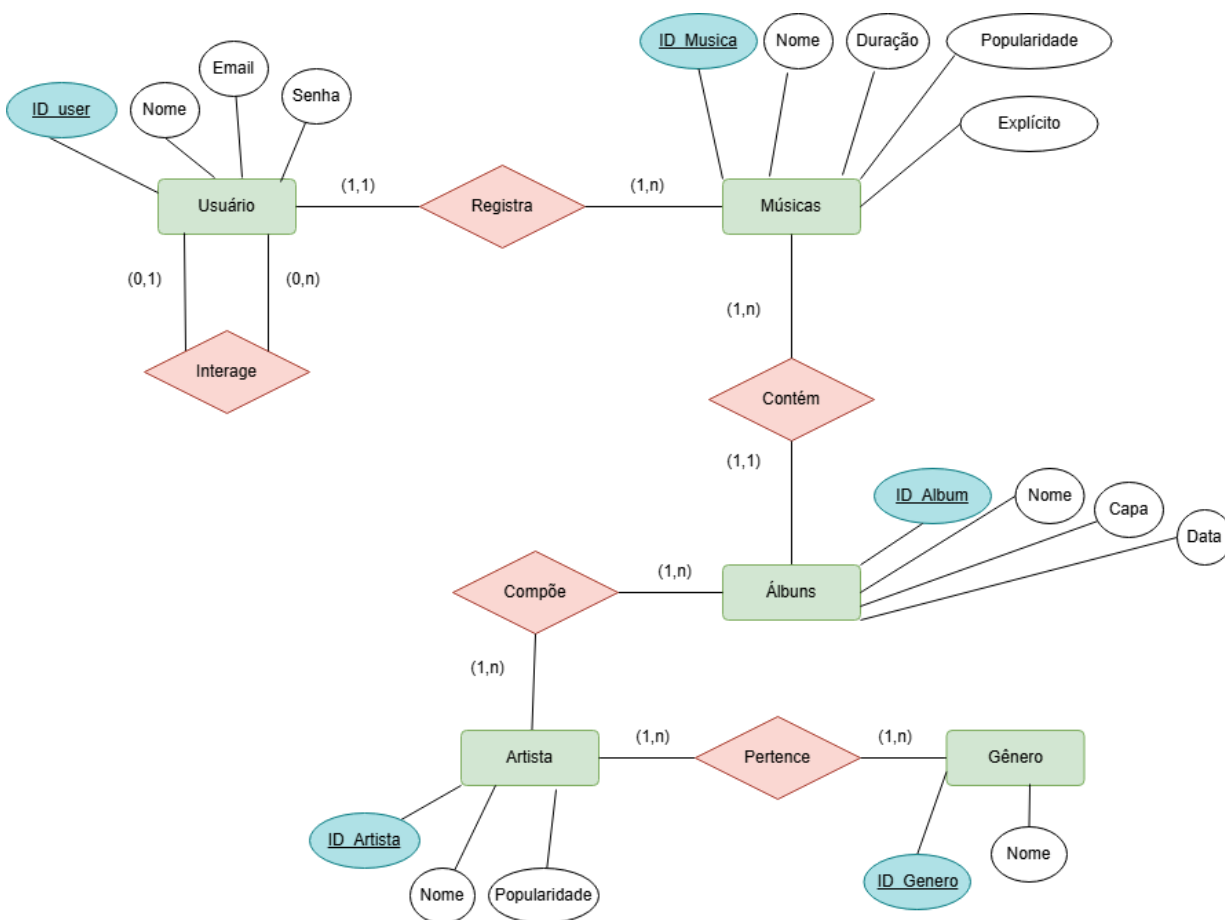 ID_Musica
Nome
Duração
Popularidade
Email
ID_user
Nome
Senha
Explícito
(1,1)
(1,n)
Usuário
Registra
Músicas
(0,1)
(0,n)
(1,n)
Interage
Contém
(1,1)
ID_Album
Nome
Capa
Data
(1,n)
Compõe
Álbuns
(1,n)
(1,n)
(1,n)
Artista
Pertence
Gênero
ID_Artista
Nome
Nome
Popularidade
ID_Genero